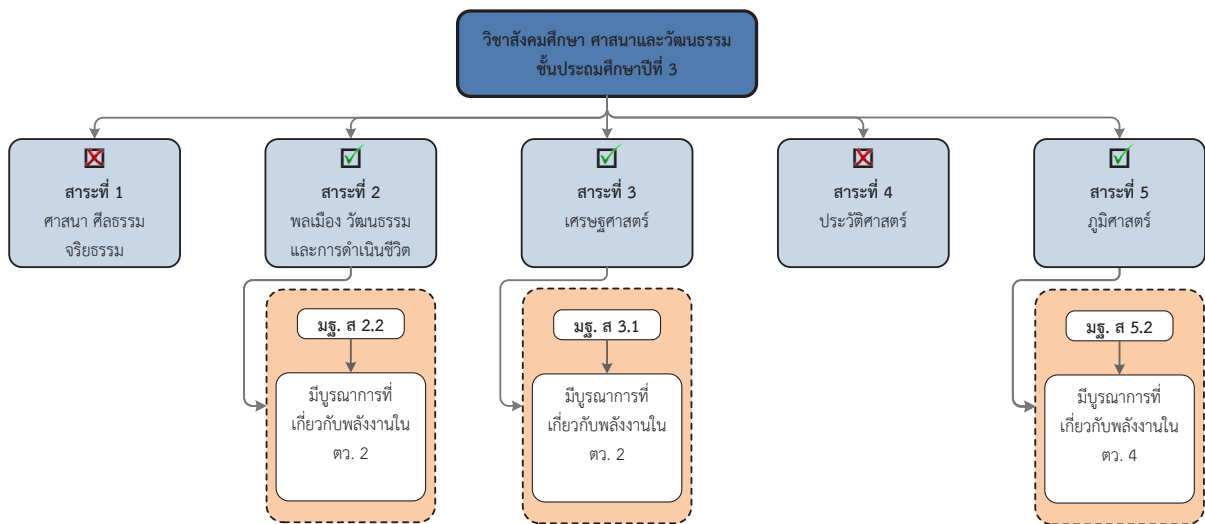 วิชาสังคมศึกษา ศาสนาและวัฒนธรรม
ชั้นประถมศึกษาปีที่ 3
สาระที่ 1
ศาสนา ศีลธรรม
จริยธรรม
สาระที่ 2
พลเมือง วัฒนธรรม
และการดำเนินชีวิต
สาระที่ 3
เศรษฐศาสตร์
สาระที่ 4
ประวัติศาสตร์
สาระที่ 5
ภูมิศาสตร์
มฐ. ส 2.2
มีบูรณาการที่
เกี่ยวกับพลังงานใน
ตว. 2
มฐ. ส 3.1
มีบูรณาการที่
เกี่ยวกับพลังงานใน
ตว. 2
มฐ. ส 5.2
มีบูรณาการที่
เกี่ยวกับพลังงานใน
ตว. 4